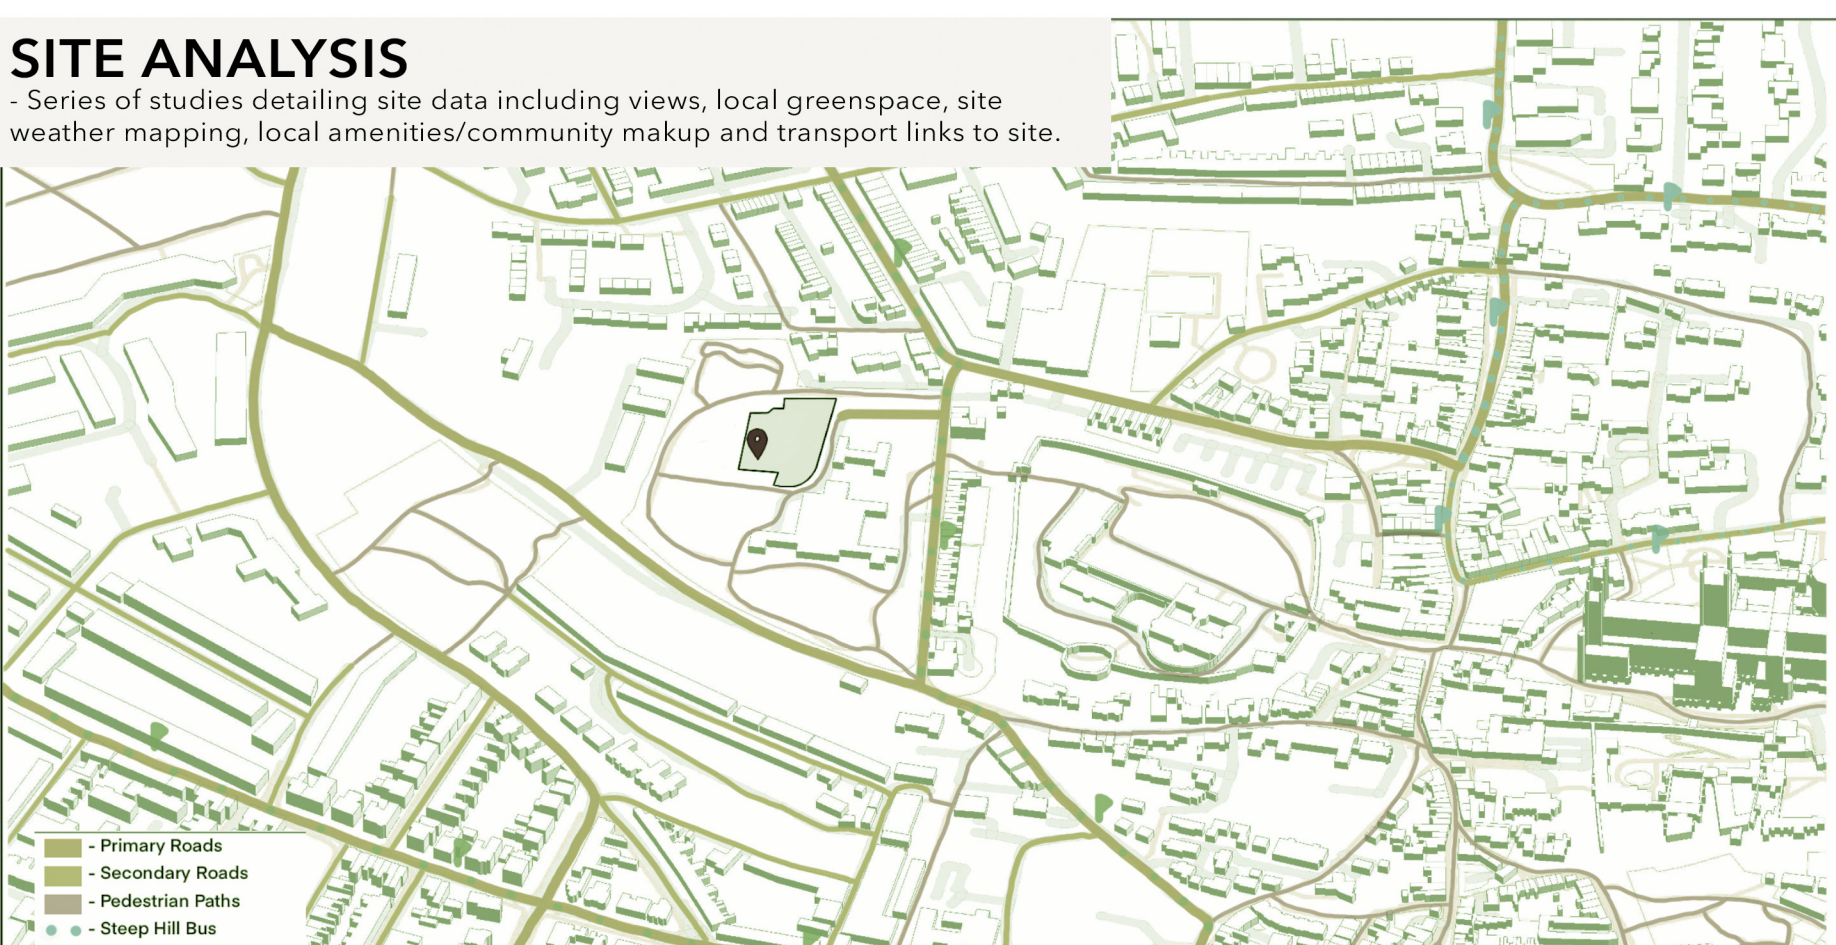 SITE ANALYSIS
- Series of studies detailing site data including views, local greenspace, site
weather mapping, local amenities/community makup and transport links to site.
- Primary Roads
- Secondary Roads
- Pedestrian Paths
- Steep Hill Bus